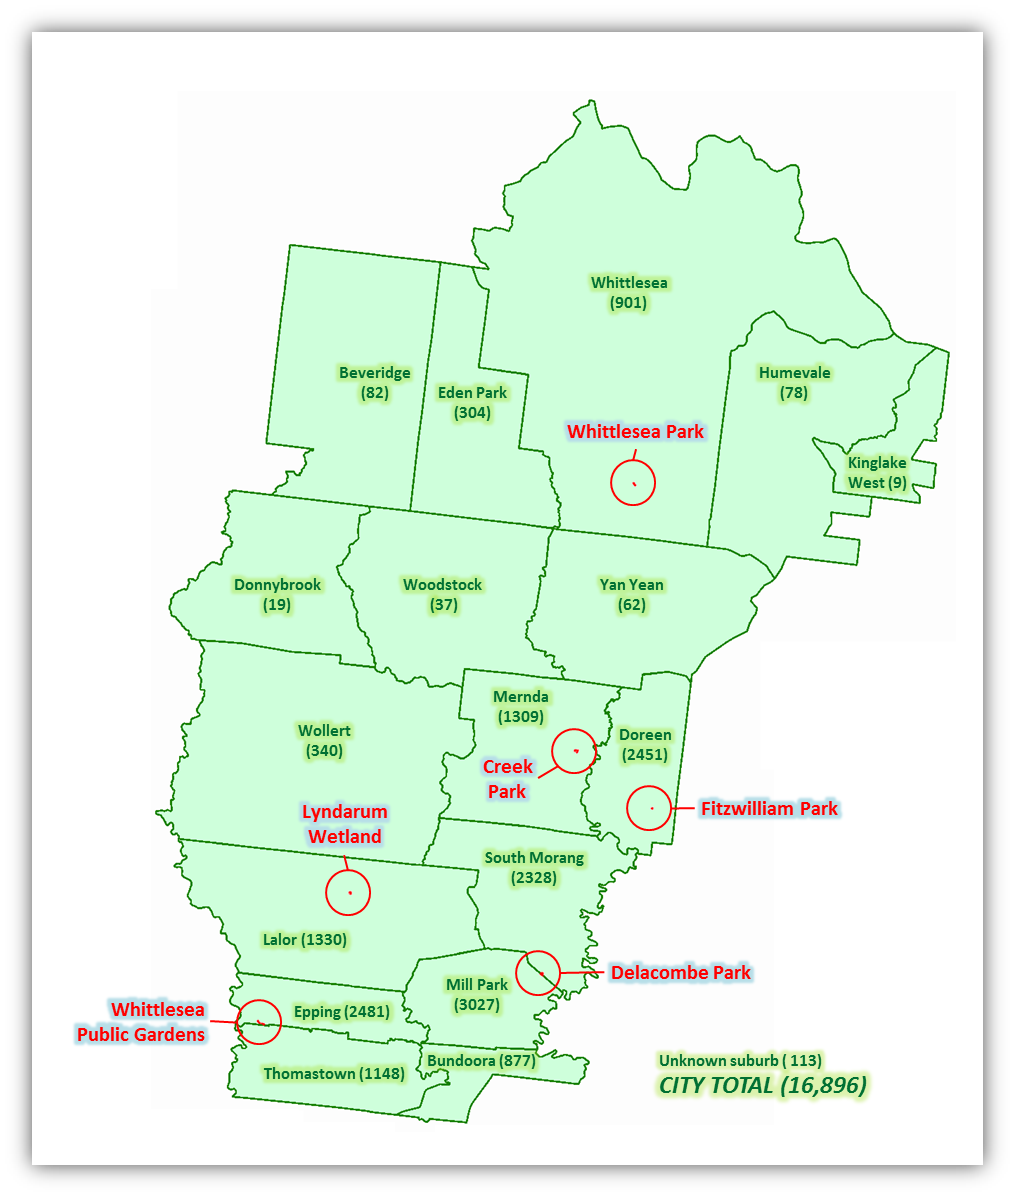 Whittlesea
(901)
Beveridge
(82)
Eden Park
(304)
Humevale
(78)
Whittlesea Park
Kinglake
West (9)
Donnybrook
(19)
Woodstock
(37)
Yan Yean
(62)
Mernda
(1309)
Wollert
(340)
Doreen
(2451)
Creek
Park
Lyndarum
Wetland
Fitzwilliam Park
South Morang
(2328)
Lalor (1330)
Delacombe Park
Mill Park
(3027)
Whittlesea
Public Gardens
Epping (2481)
Thomastown (1148)
Bundoora (877)
Unknown suburb ( 113)
CITY TOTAL (16,896)